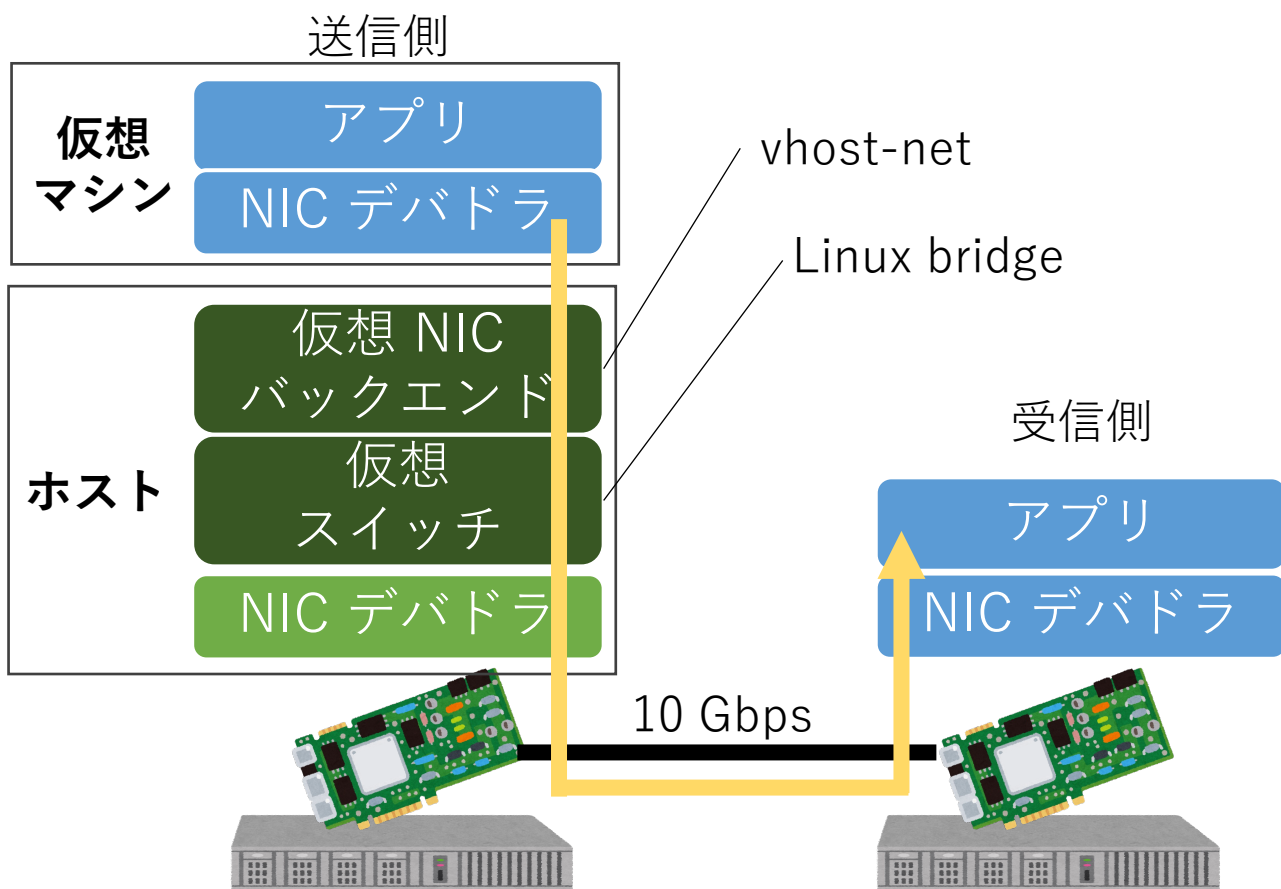 送信側
仮想
マシン
アプリ
NIC デバドラ
vhost-net
Linux bridge
ホスト
仮想 NIC
バックエンド
仮想
スイッチ
NIC デバドラ
受信側
アプリ
NIC デバドラ
10 Gbps